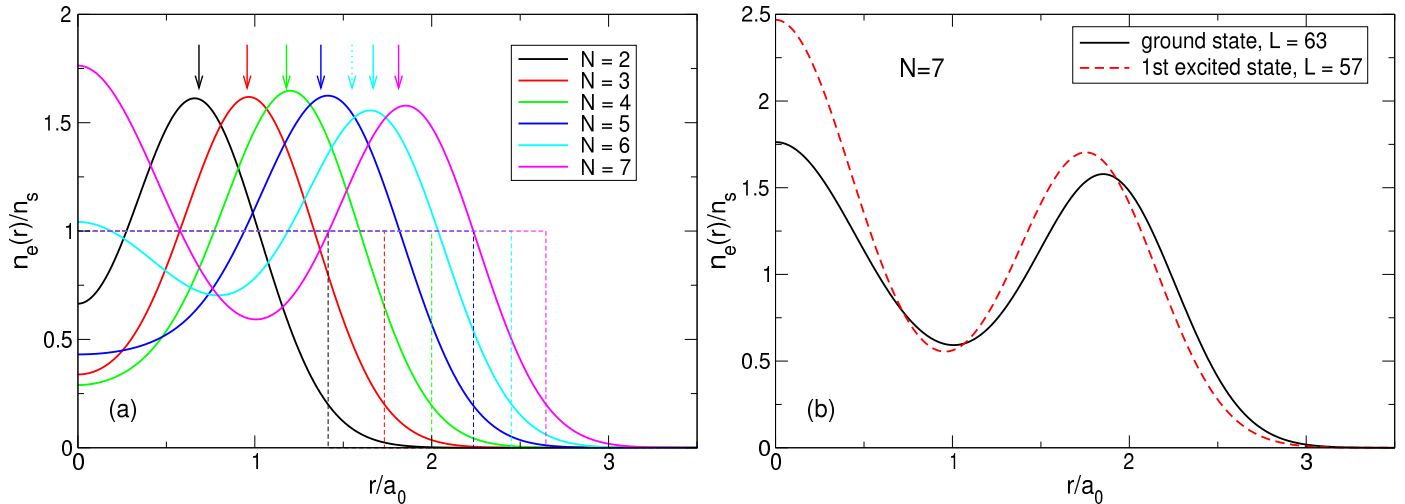 2
1.5
1
0.5
0
n_e(r)/n_s
0
1
2
3
r/a_0
N = 2
N = 3
N = 4
N = 5
N = 6
N = 7
(a)
2.5
2
1.5
1
0.5
0
n_e(r)/n_s
0
1
2
3
r/a_0
N=7
ground state, L = 63
1st excited state, L = 57
(b)